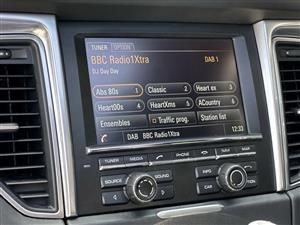 TUNER OPTION
BBC Radio1Xtra DAB 1
DJ Day Day
Abs 80s 1 Classic 2 Heart ex 3
Heart00s 4 HeartXms 5 ACountry 6
Ensembles Traffic prog. Station list
DAB BBC Radio1Xtra 12:33
TUNER MEDIA PHONE NAV MAP
SOURCE SOUND INFO
CAR OPTION